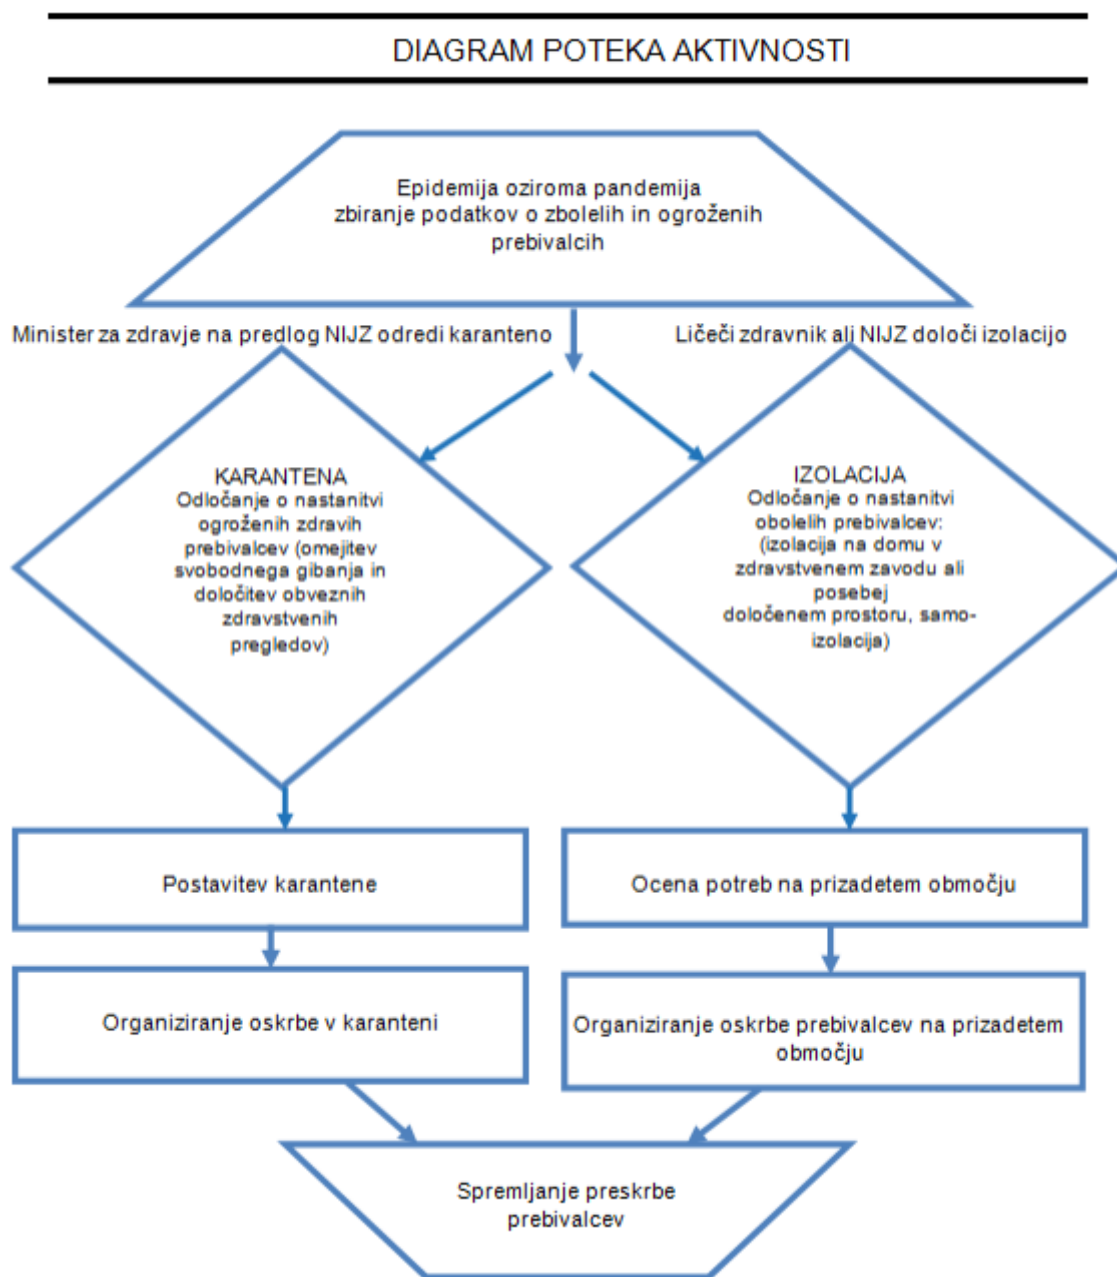 DIAGRAM POTEKA AKTIVNOSTI
Epidemija oziroma pandemija
zbiranje podatkov o zbolelih in ogroženih
prebivalcih
Minister za zdravje na predlog NIJZ odredi karanteno
Ličeči zdravnik ali NIJZ določi izolacijo
KARANTENA
Odločanje o nastanitvi
ogroženih zdravih
prebivalcev (omejitev
svobodnega gibanja in
določitev obveznih
zdravstvenih
pregledov)
IZOLACIJA
Odločanje o nastanitvi
obolelih prebivalcev:
(izolacija na domu v
zdravstvenem zavodu ali
posebej
določenem prostoru, samo-
izolacija)
Postavitev karantene
Ocena potreb na prizadetem območju
Organiziranje oskrbe v karanteni
Organiziranje oskrbe prebivalcev na prizadetem
območju
Spremljanje preskrbe
prebivalcev